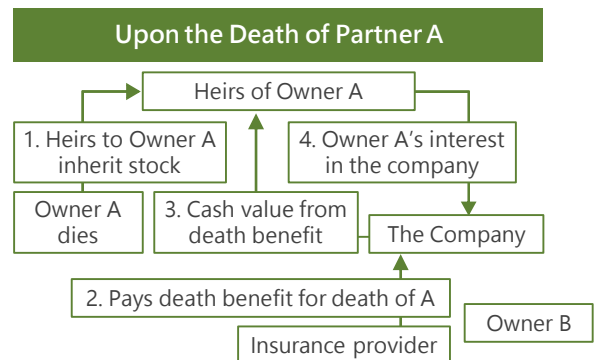 Upon the Death of Partner A
Heirs of Owner A
1. Heirs to Owner A
inherit stock
4. Owner A’s interest
in the company
Owner A
dies
3. Cash value from
death benefit
The Company
2. Pays death benefit for death of A
Owner B
Insurance provider